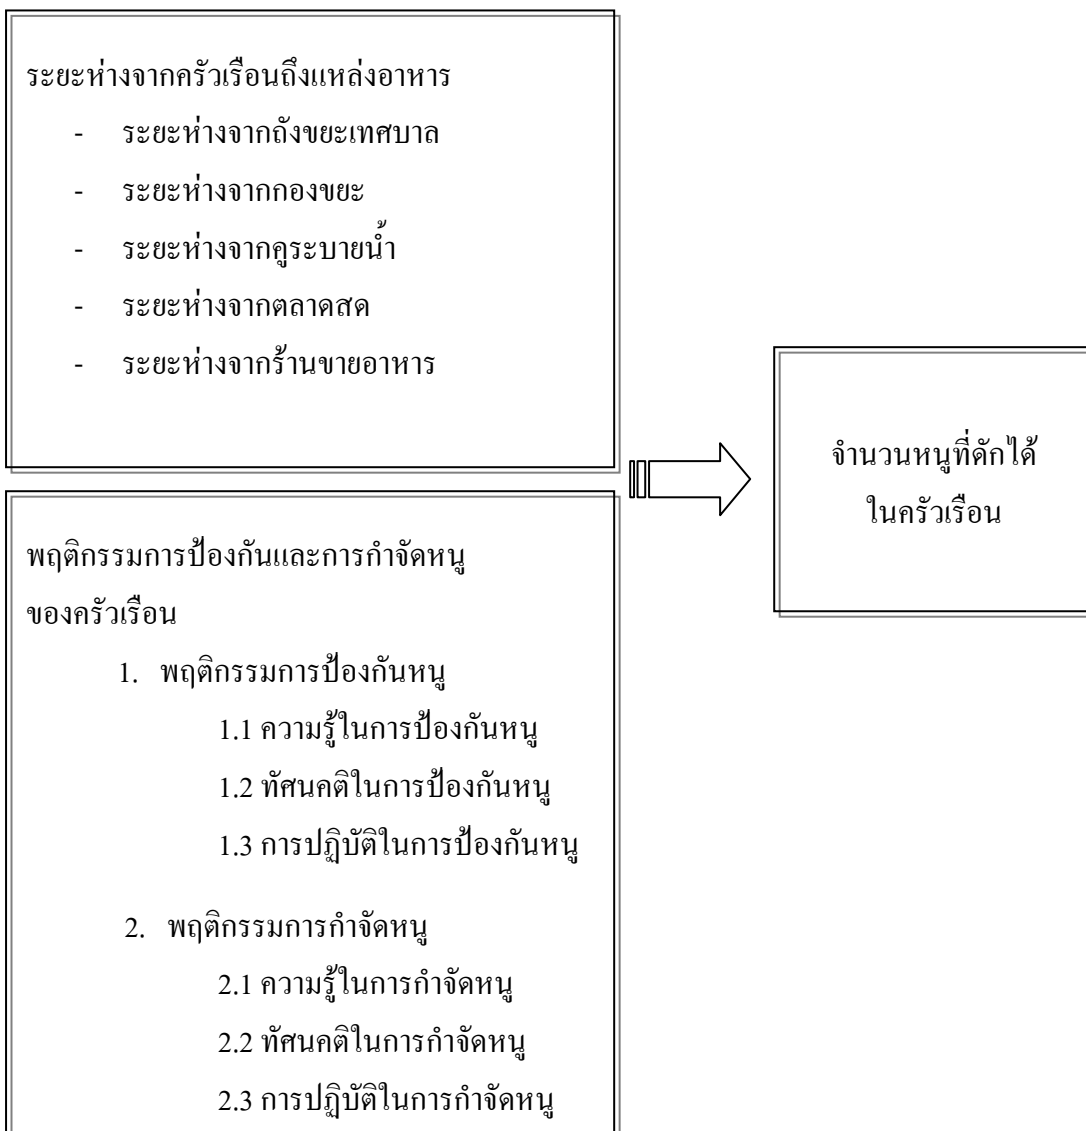 ระยะห่างจากครัวเรือนถึงแหล่งอาหาร
- ระยะห่างจากถังขยะเทศบาล
- ระยะห่างจากกองขยะ
- ระยะห่างจากคูระบายน้ำ
- ระยะห่างจากตลาดสด
- ระยะห่างจากร้านขายอาหาร
พฤติกรรมการป้องกันและการกำจัดหนู
ของครัวเรือน
1. พฤติกรรมการป้องกันหนู
1.1 ความรู้ในการป้องกันหนู
1.2 ทัศนคติในการป้องกันหนู
1.3 การปฏิบัติในการป้องกันหนู
2. พฤติกรรมการกำจัดหนู
2.1 ความรู้ในการกำจัดหนู
2.2 ทัศนคติในการกำจัดหนู
2.3 การปฏิบัติในการกำจัดหนู
จำนวนหนูที่ดักได้
ในครัวเรือน